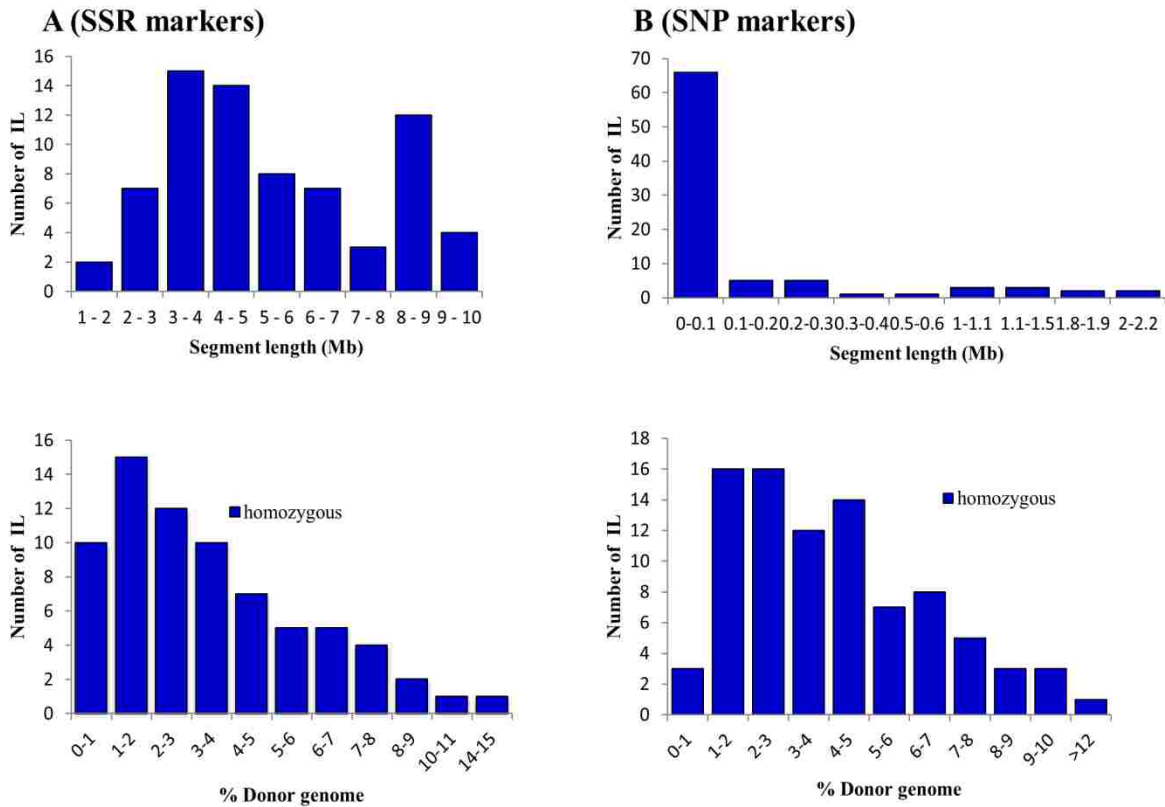 A (SSR markers)
16
14
12
10
8
6
4
2
0
Number of IL
1 - 2 2 - 3 3 - 4 4 - 5 5 - 6 6 - 7 7 - 8 8 - 9 9 - 10
Segment length (Mb)
B (SNP markers)
70
60
50
40
30
20
10
0
Number of IL
0-0.1 0.1-0.2 0.2-0.3 0.3-0.4 0.5-0.6 1-1.1 1.1-1.5 1.8-1.9 2-2.2
Segment length (Mb)
16
14
12
10
8
6
4
2
0
Number of IL
homozygous
0-1 1-2 2-3 3-4 4-5 5-6 6-7 7-8 8-9 10-11 14-15
% Donor genome
18
16
14
12
10
8
6
4
2
0
Number of IL
homozygous
0-1 1-2 2-3 3-4 4-5 5-6 6-7 7-8 8-9 9-10 >12
% Donor genome